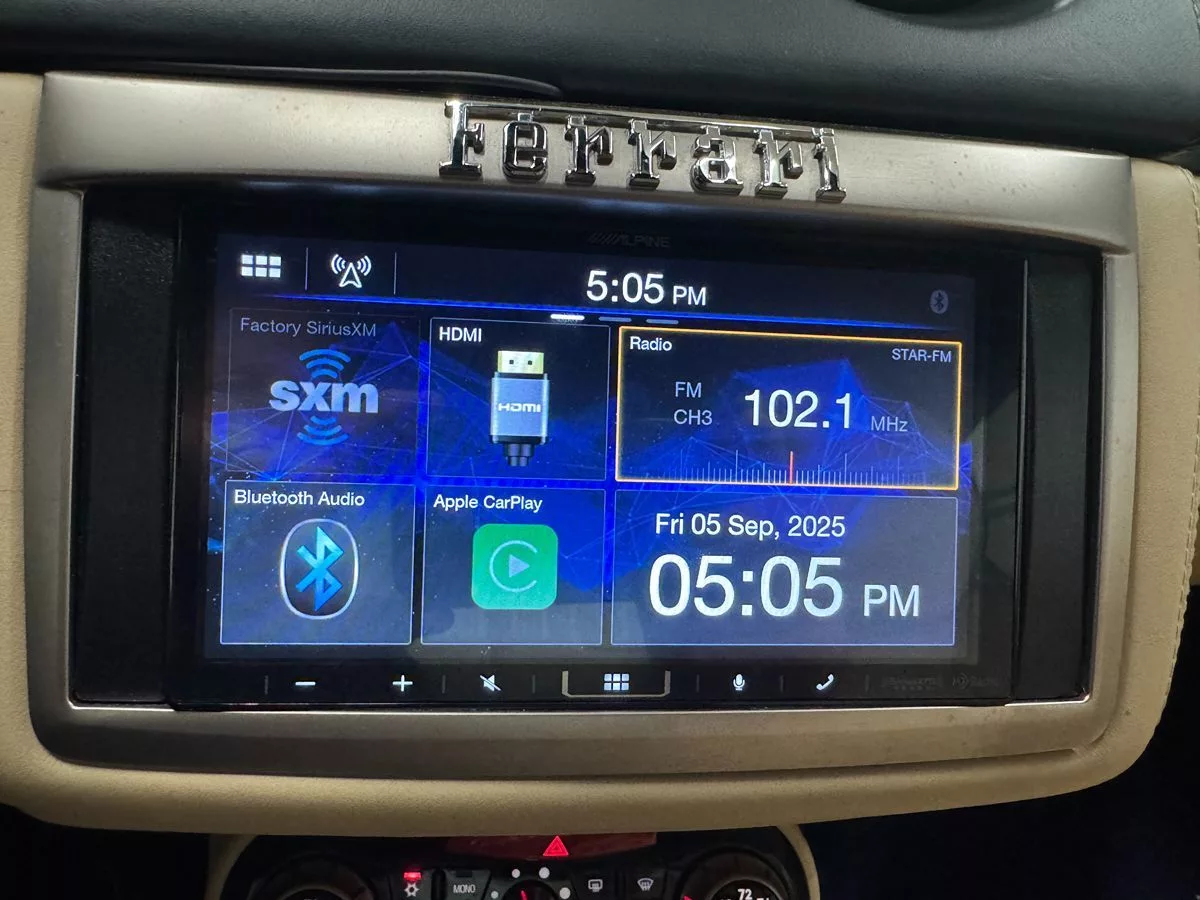 Ferrari
ALPINE
5:05 PM
Factory SiriusXM
sxm
HDMI
HDMI
Radio
STAR-FM
FM
CH3
102.1 MHz
Bluetooth Audio
Apple CarPlay
Fri 05 Sep, 2025
05:05 PM
MONO
72